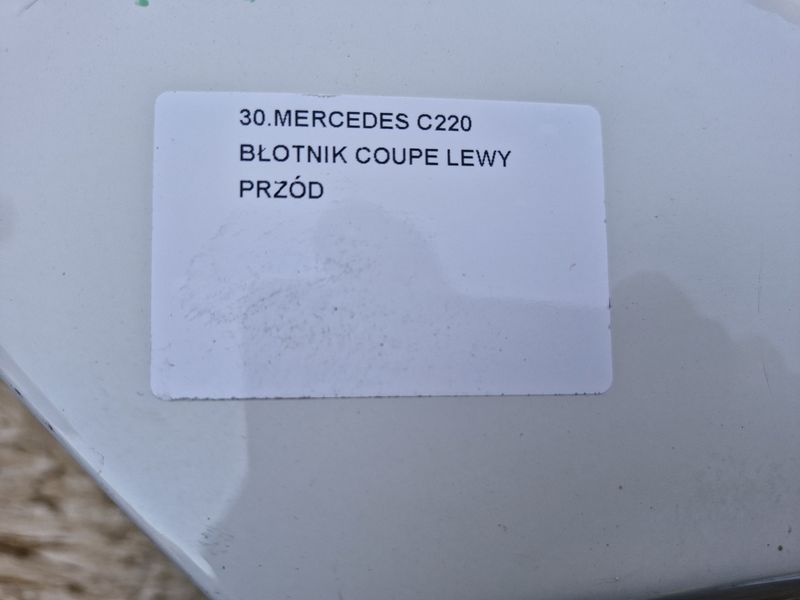 30.MERCEDES C220
BŁOTNIK COUPE LEWY
PRZÓD